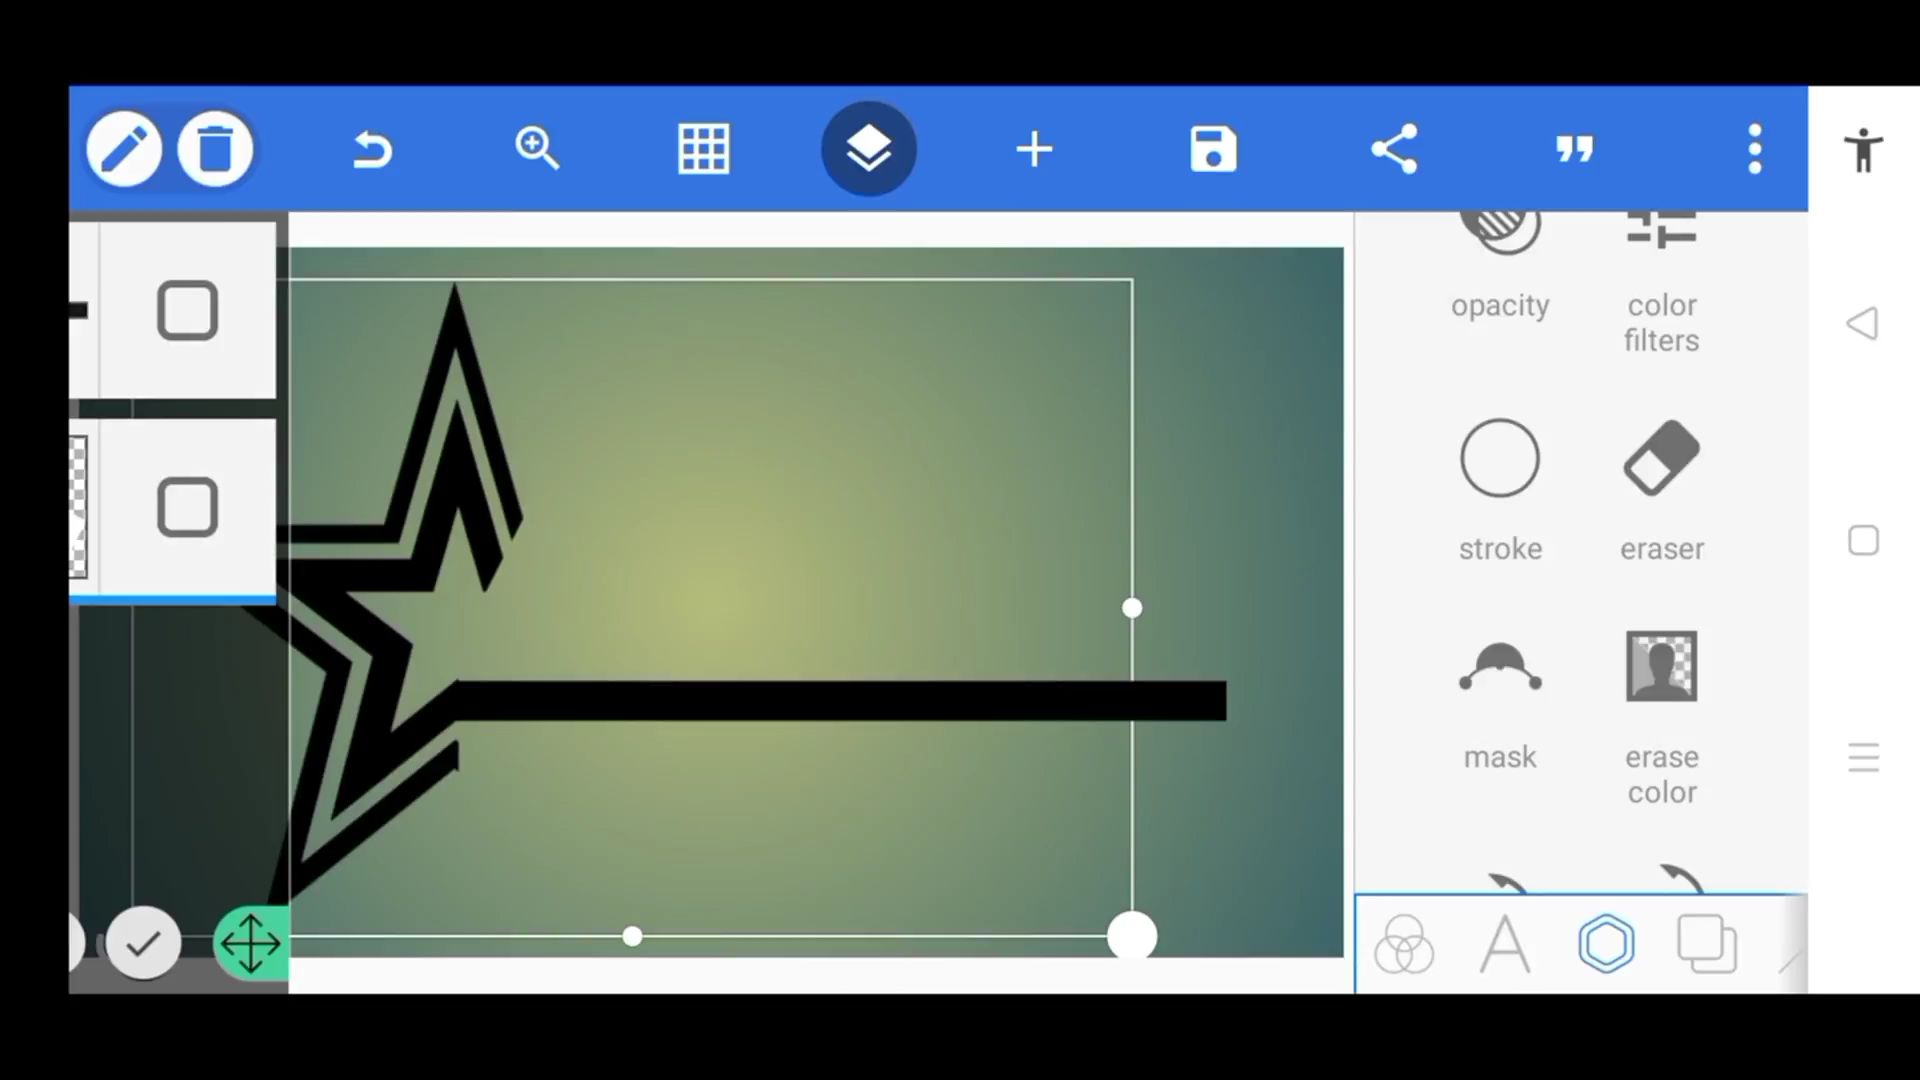 opacity
color
filters
stroke
eraser
mask
erase
color